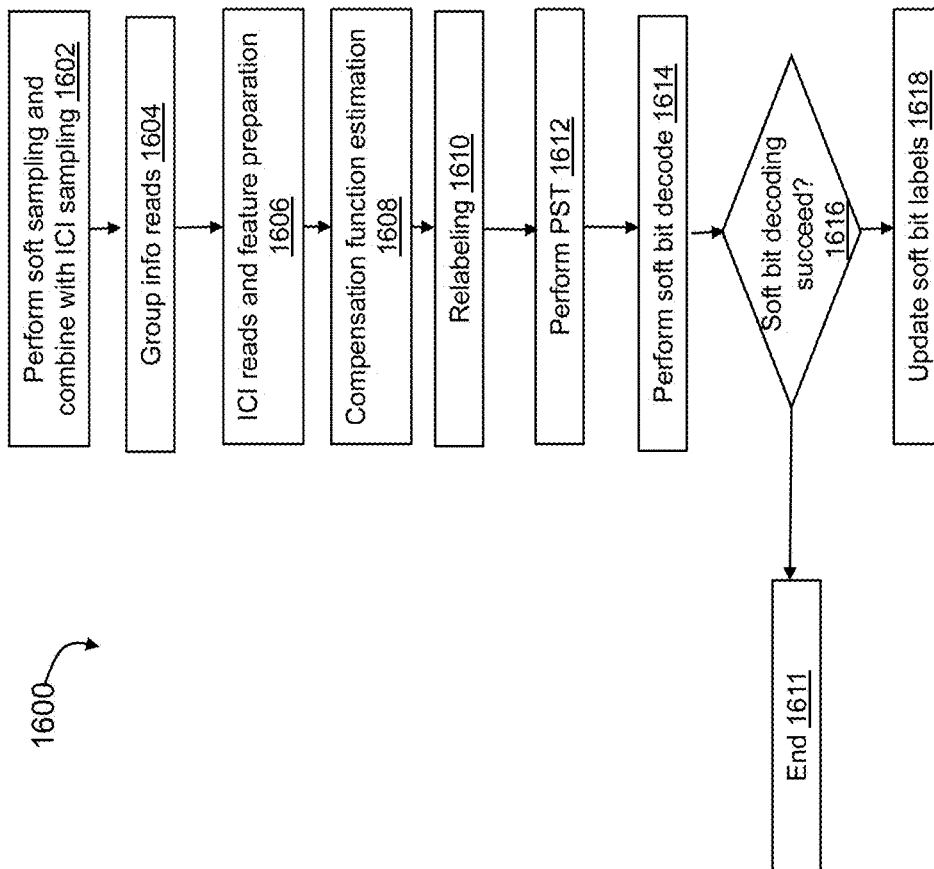 1600
Perform soft sampling and
combine with ICI sampling 1602
Group info reads 1604
ICI reads and feature preparation
1606
Compensation function estimation
1608
Relabeling 1610
Perform PST 1612
Perform soft bit decode 1614
Soft bit decoding
succeed?
1616
End 1611
Update soft bit labels 1618